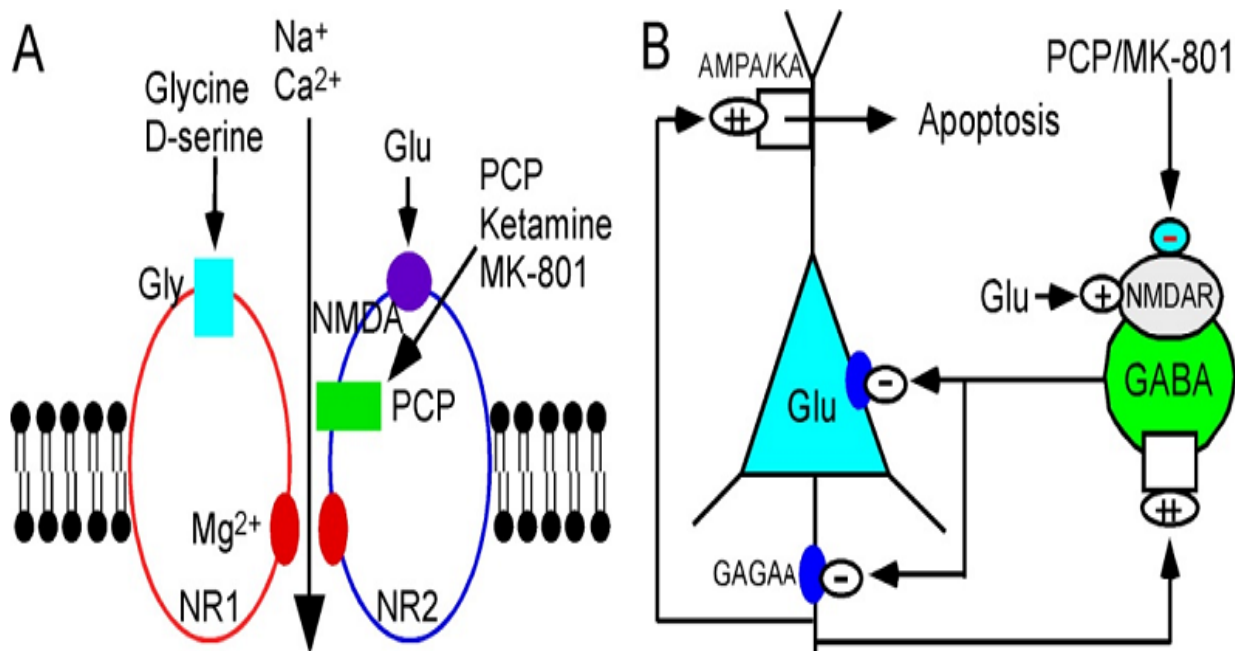 A
Na+
Ca2+
Glycine
D-serine
Glu
PCP
Ketamine
MK-801
Gly
NMDA
PCP
Mg2+
NR1
NR2
B
AMPA/KA
Apoptosis
PCP/MK-801
-
Glu
+
NMDAR
GABA
Glu
-
GAGAA
-
++
++